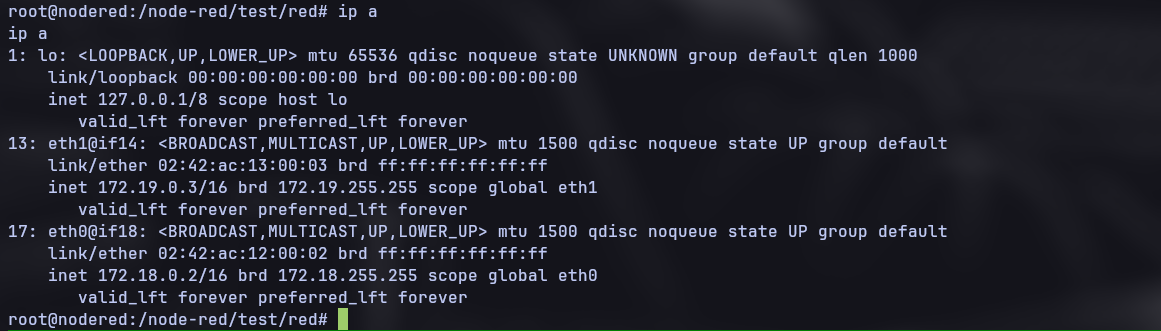 root@nodered:/node-red/test/red# ip a
ip a
1: lo: <LOOPBACK,UP,LOWER_UP> mtu 65536 qdisc noqueue state UNKNOWN group default qlen 1000
    link/loopback 00:00:00:00:00:00 brd 00:00:00:00:00:00
    inet 127.0.0.1/8 scope host lo
       valid_lft forever preferred_lft forever
13: eth1@if14: <BROADCAST,MULTICAST,UP,LOWER_UP> mtu 1500 qdisc noqueue state UP group default
    link/ether 02:42:ac:13:00:03 brd ff:ff:ff:ff:ff:ff
    inet 172.19.0.3/16 brd 172.19.255.255 scope global eth1
       valid_lft forever preferred_lft forever
17: eth0@if18: <BROADCAST,MULTICAST,UP,LOWER_UP> mtu 1500 qdisc noqueue state UP group default
    link/ether 02:42:ac:12:00:02 brd ff:ff:ff:ff:ff:ff
    inet 172.18.0.2/16 brd 172.18.255.255 scope global eth0
       valid_lft forever preferred_lft forever
root@nodered:/node-red/test/red#